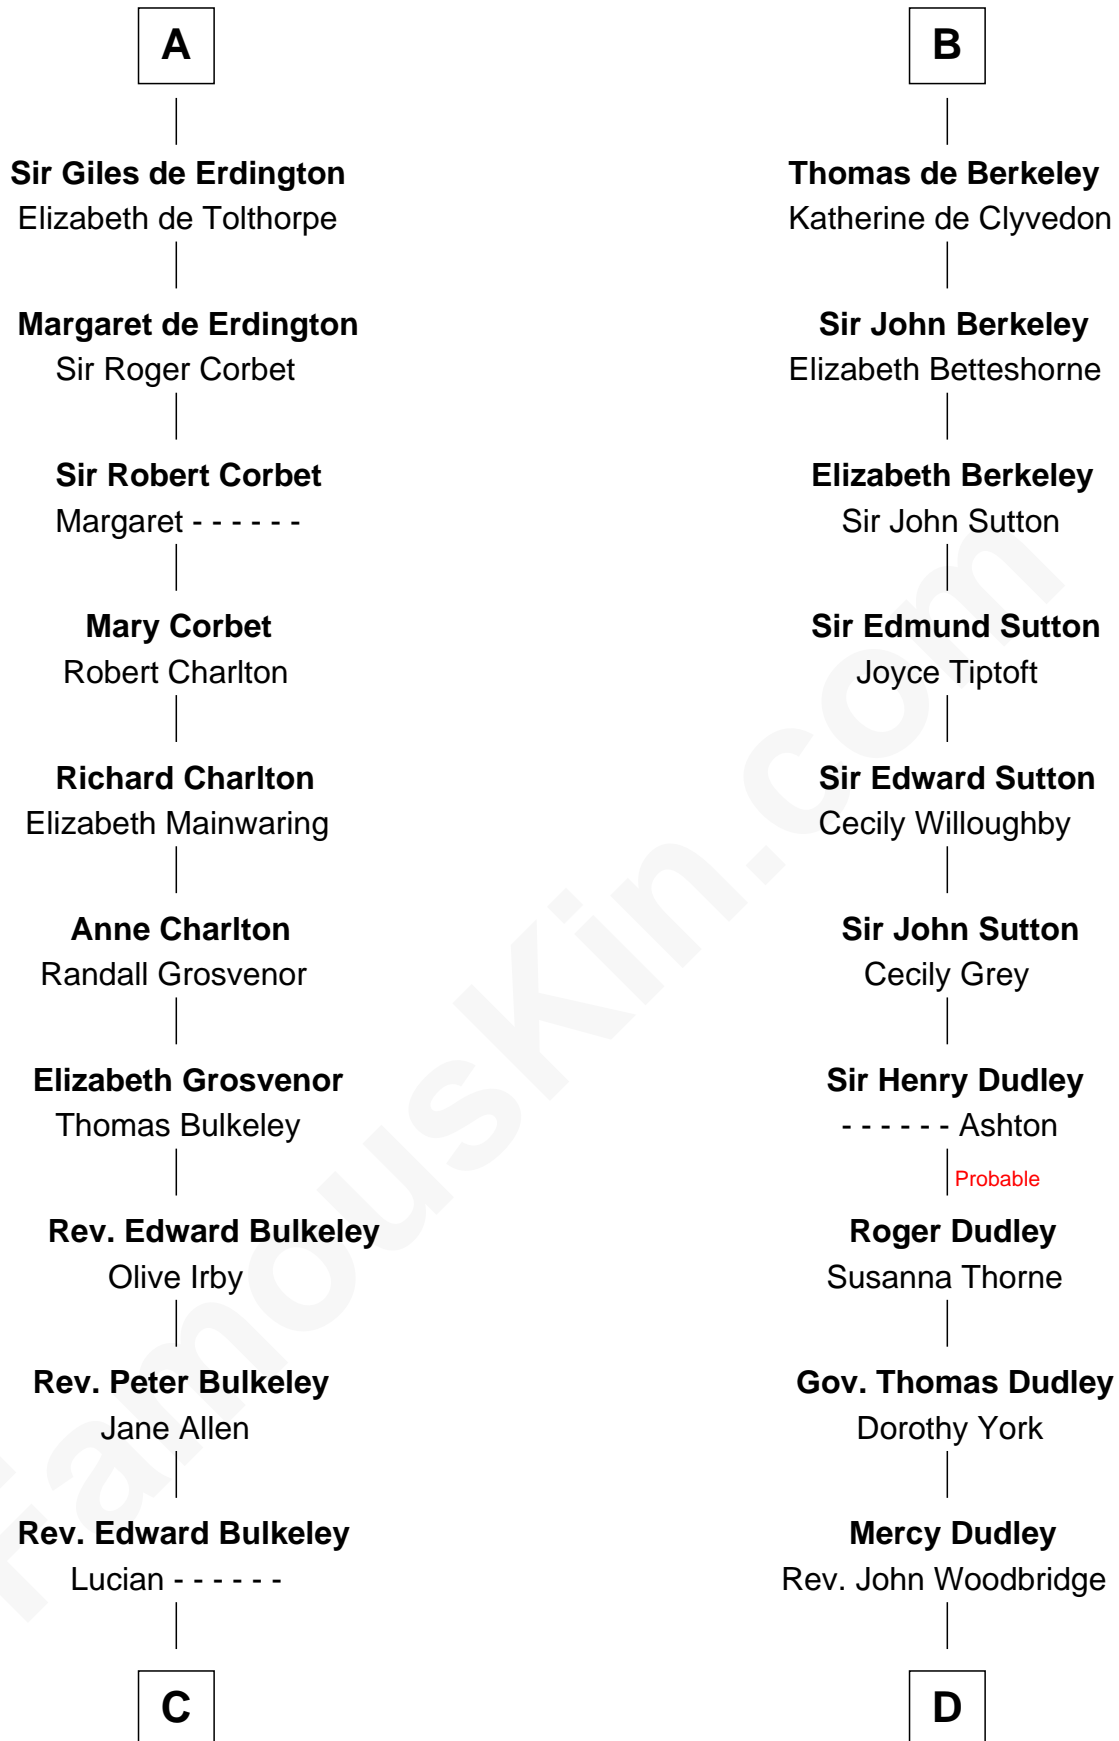 A
Sir Giles de Erdington
Elizabeth de Tolthorpe
Margaret de Erdington
Sir Roger Corbet
Sir Robert Corbet
Margaret - - - - - -
Mary Corbet
Robert Charlton
Richard Charlton
Elizabeth Mainwaring
Anne Charlton
Randall Grosvenor
Elizabeth Grosvenor
Thomas Bulkeley
Rev. Edward Bulkeley
Olive Irby
Rev. Peter Bulkeley
Jane Allen
Rev. Edward Bulkeley
Lucian - - - - - -
C
B
Thomas de Berkeley
Katherine de Clyvedon
Sir John Berkeley
Elizabeth Betteshorne
Elizabeth Berkeley
Sir John Sutton
Sir Edmund Sutton
Joyce Tiptoft
Sir Edward Sutton
Cecily Willoughby
Sir John Sutton
Cecily Grey
Sir Henry Dudley
- - - - - - Ashton
Probable
Roger Dudley
Susanna Thorne
Gov. Thomas Dudley
Dorothy York
Mercy Dudley
Rev. John Woodbridge
D
FamousKin.com